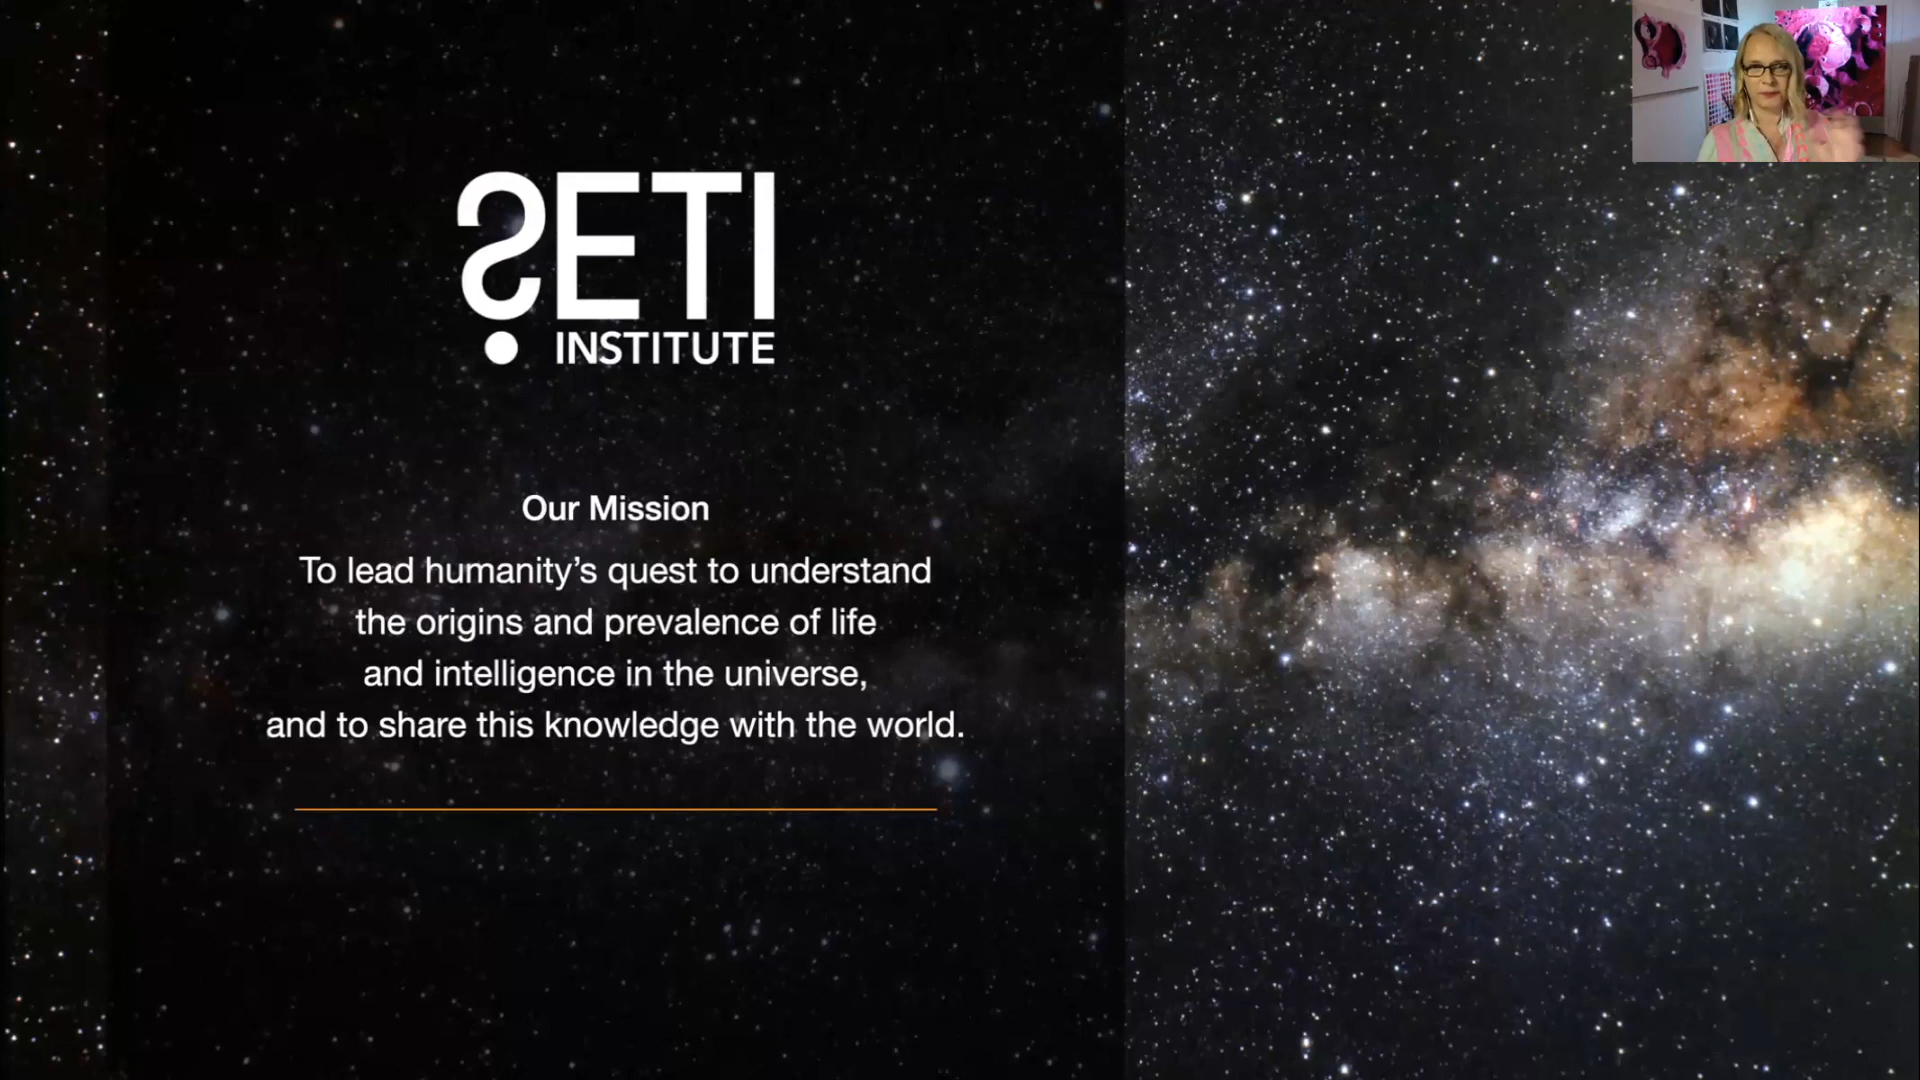 SETI
INSTITUTE
Our Mission
To lead humanity’s quest to understand
the origins and prevalence of life
and intelligence in the universe,
and to share this knowledge with the world.